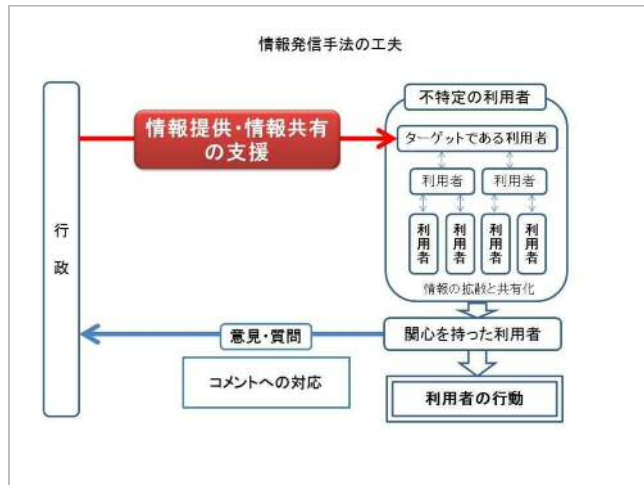 情報発信手法の工夫
不特定の利用者
情報提供・情報共有
の支援
ターゲットである利用者
利用者
利用者
利用者
利用者
利用者
利用者
行政
情報の拡散と共有化
意見・質問
関心を持った利用者
コメントへの対応
利用者の行動